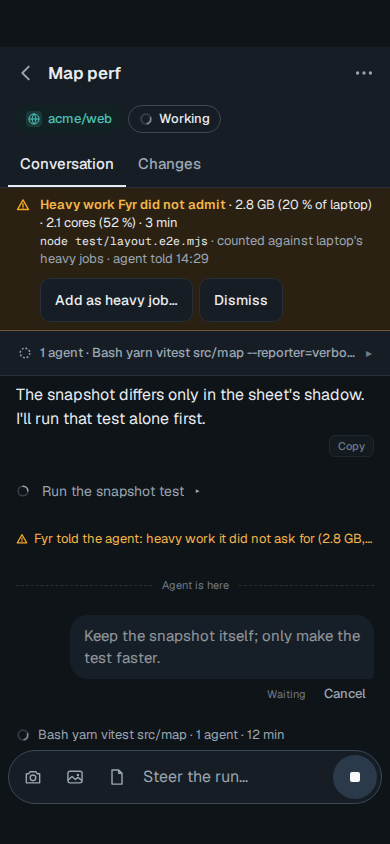 Map perf
acme/web
Working
Conversation
Changes
Heavy work Fyr did not admit · 2.8 GB (20 % of laptop)
· 2.1 cores (52 %) · 3 min
node test/layout.e2e.mjs · counted against laptop's
heavy jobs · agent told 14:29
Add as heavy job…
Dismiss
1 agent · Bash yarn vitest src/map --reporter=verbo…
The snapshot differs only in the sheet's shadow.
I'll run that test alone first.
Copy
Run the snapshot test
Fyr told the agent: heavy work it did not ask for (2.8 GB,…
Agent is here
Keep the snapshot itself; only make the
test faster.
Waiting
Cancel
Bash yarn vitest src/map · 1 agent · 12 min
Steer the run…